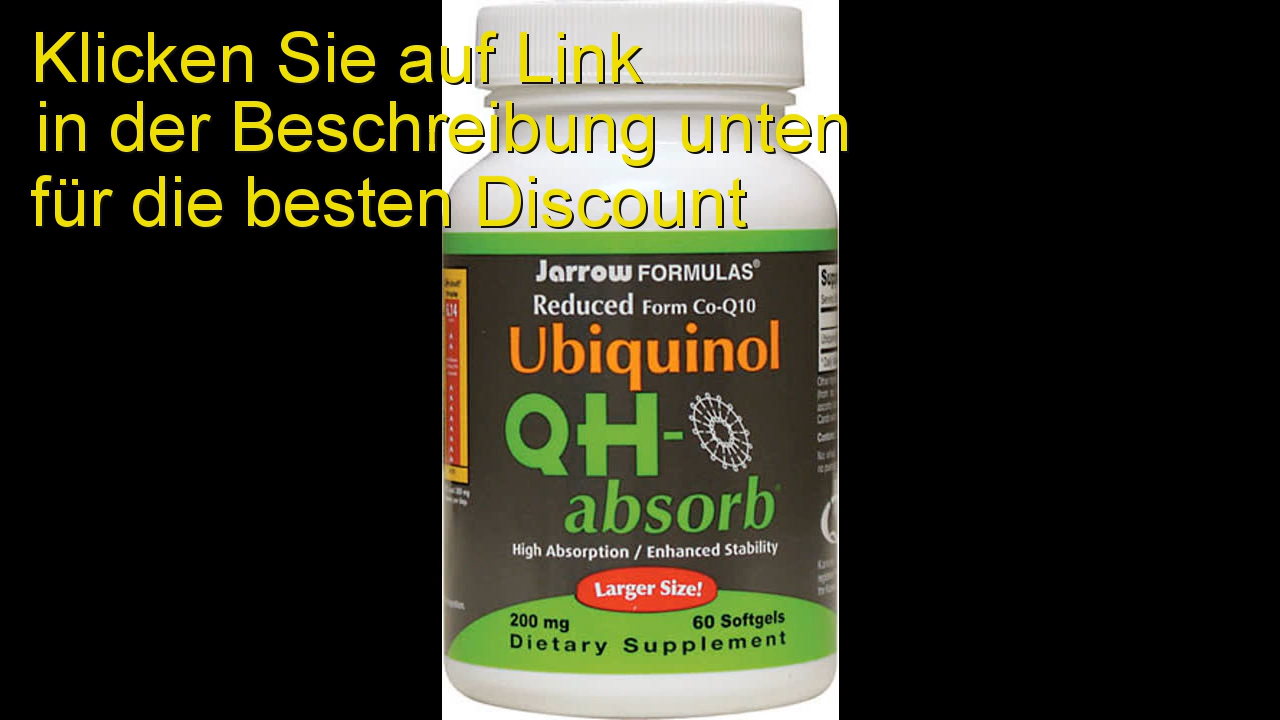 Klicken Sie auf Link
in der Beschreibung unten
für die besten Discount
Jarrow FORMULAS®
Reduced Form Co-Q10
Ubiquinol
QH-
absorb®
High Absorption / Enhanced Stability
Larger Size!
200 mg 60 Softgels
Dietary Supplement